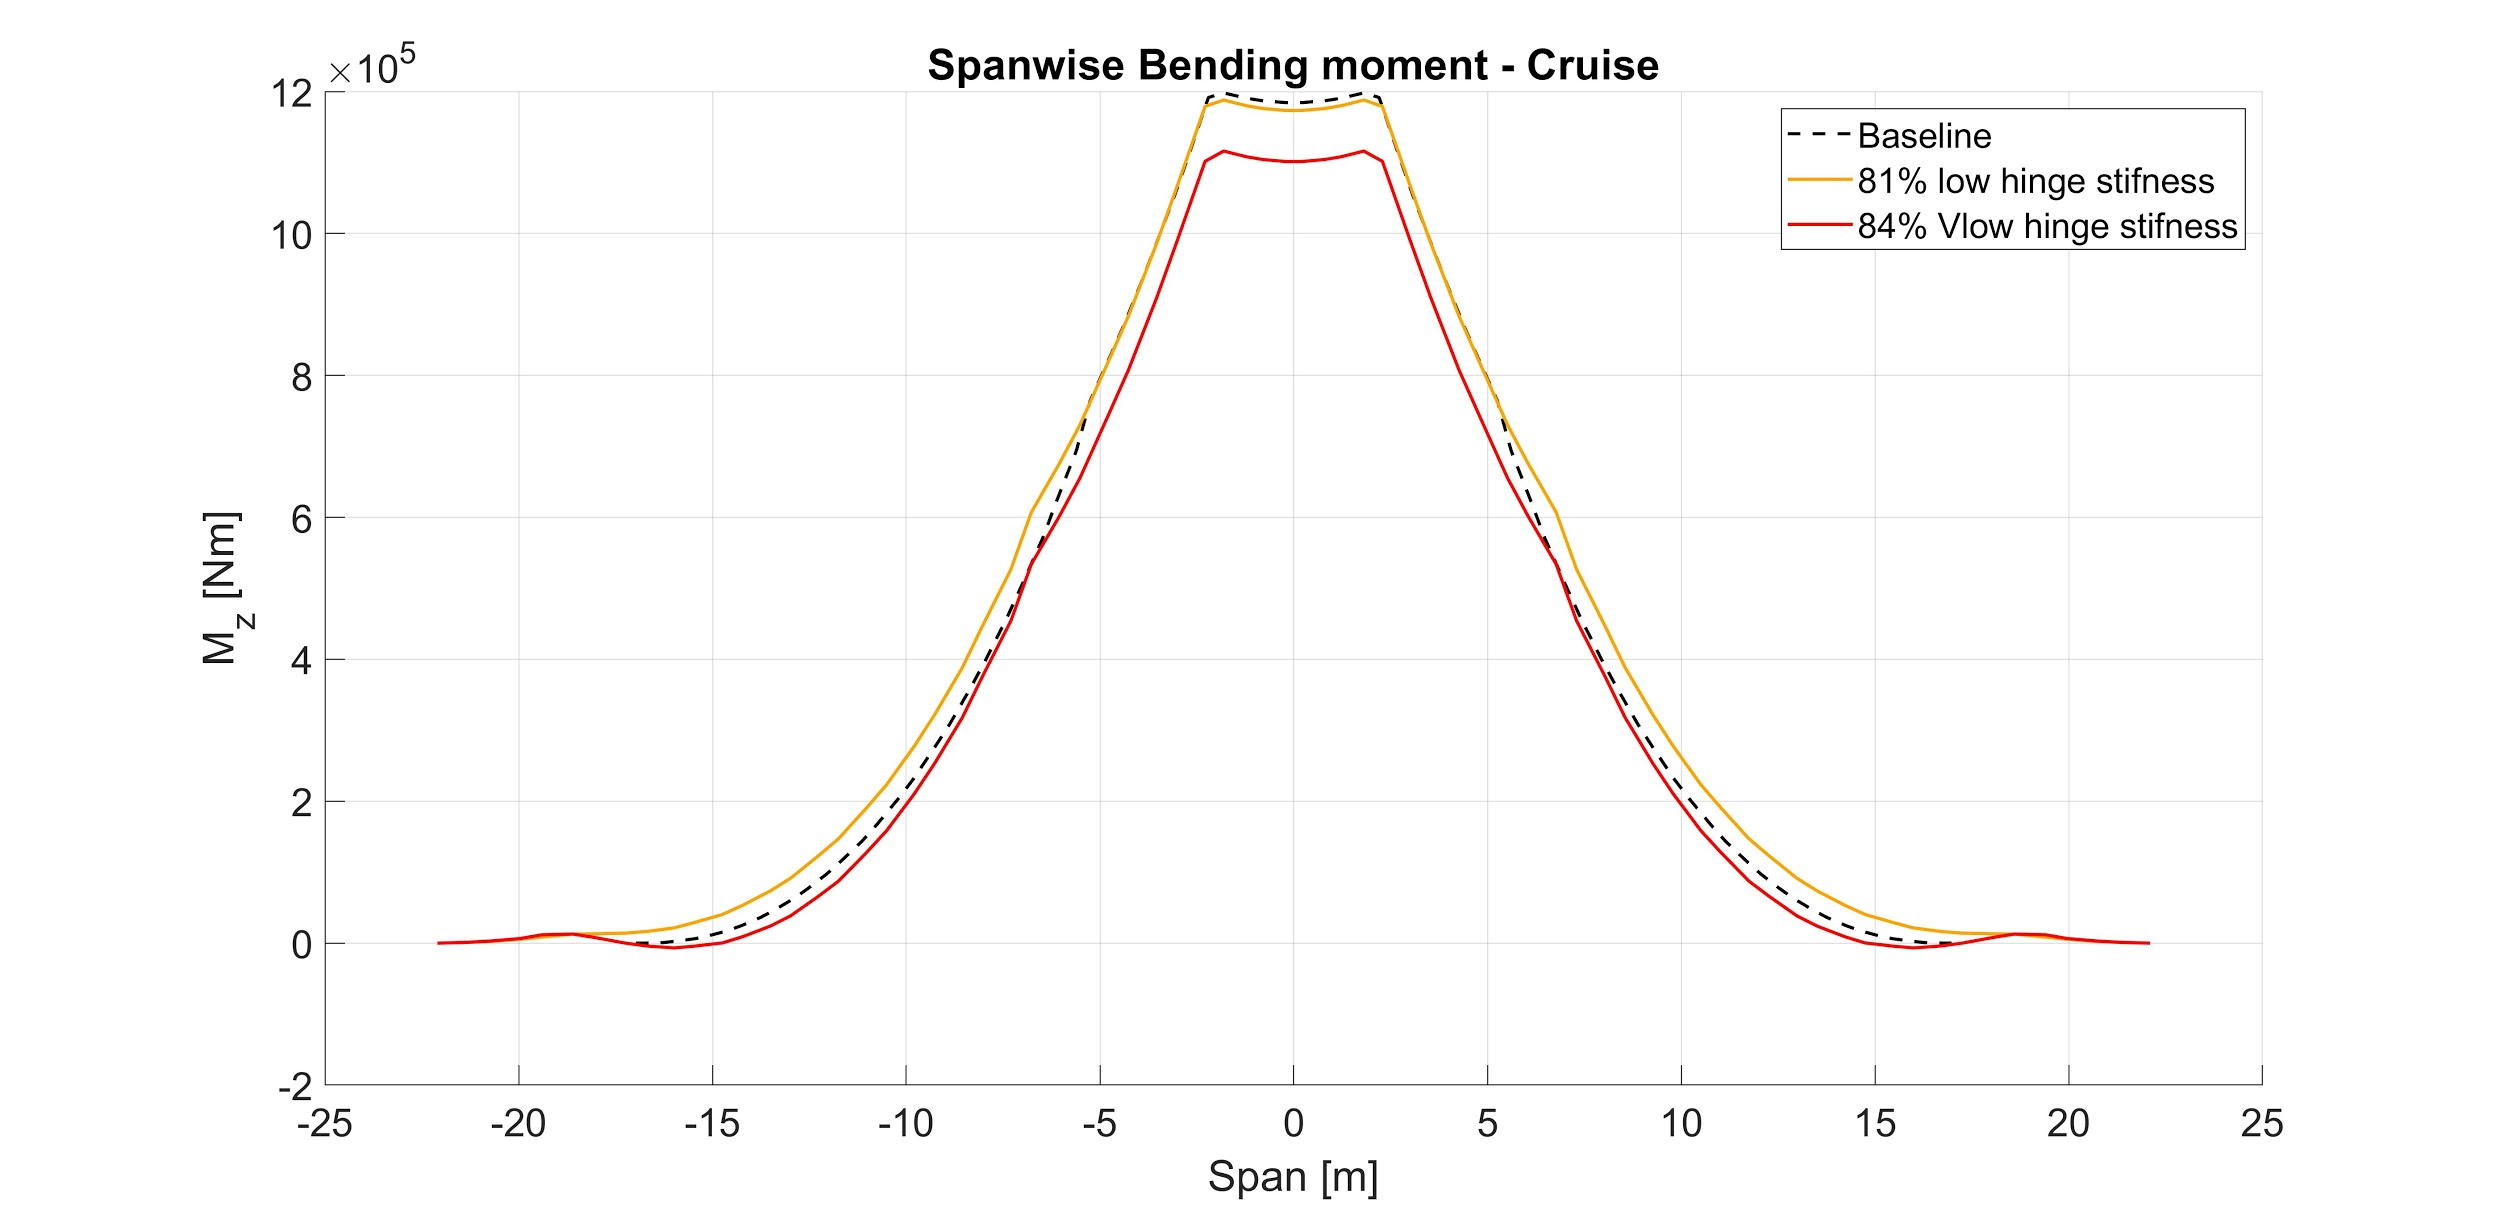 Spanwise Bending moment - Cruise
×10^5
12
10
8
6
4
2
0
-2
M_z [Nm]
Baseline
81% low hinge stifness
84% Vlow hinge stifness
-25 -20 -15 -10 -5 0 5 10 15 20 25
Span [m]